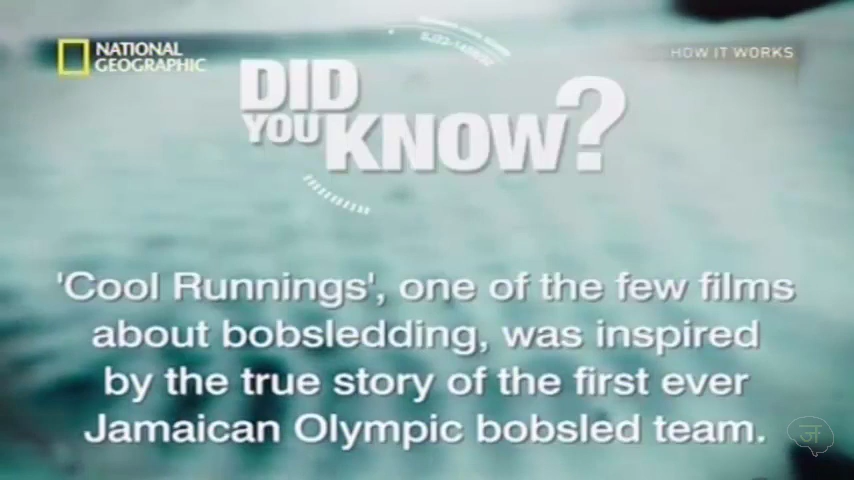 NATIONAL
GEOGRAPHIC
HOW IT WORKS
DID
YOU KNOW?
'Cool Runnings', one of the few films
about bobsledding, was inspired
by the true story of the first ever
Jamaican Olympic bobsled team.